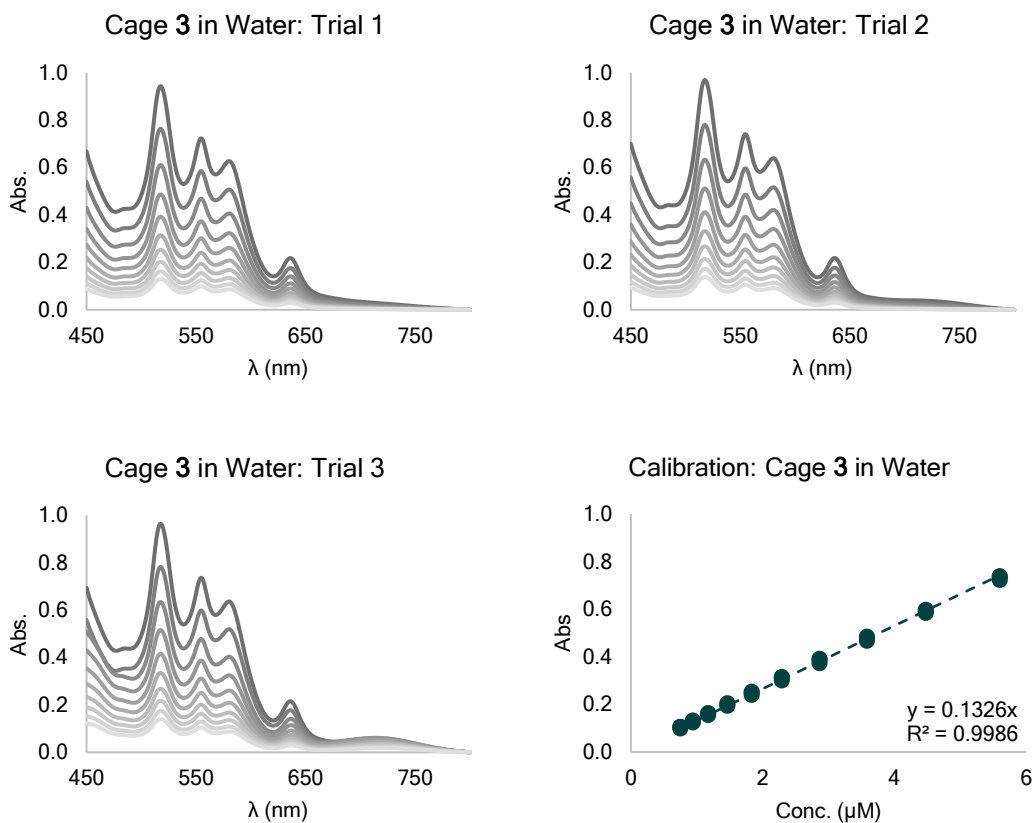 Cage 3 in Water: Trial 1
1.0
0.8
0.6
0.4
0.2
0.0
Abs.
450 550 650 750
λ (nm)
Cage 3 in Water: Trial 2
1.0
0.8
0.6
0.4
0.2
0.0
Abs.
450 550 650 750
λ (nm)
Cage 3 in Water: Trial 3
1.0
0.8
0.6
0.4
0.2
0.0
Abs.
450 550 650 750
λ (nm)
Calibration: Cage 3 in Water
1.0
0.8
0.6
0.4
0.2
0.0
Abs
y = 0.1326x
R² = 0.9986
0 2 4 6
Conc. (µM)